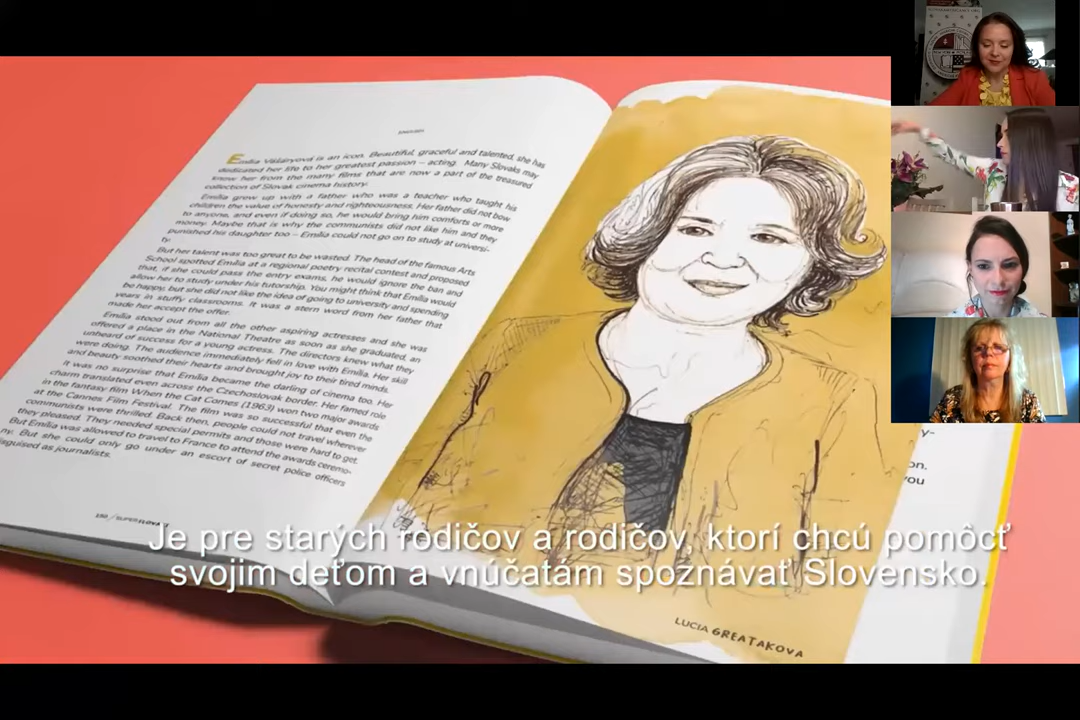 Emília Vášáryová is an icon. Beautiful, graceful and talented, she has
dedicated her life to her greatest passion – acting. Many Slovaks may
know her from the many films that are now a part of the treasured
collection of Slovak cinema history.
Emília grew up with a father who was a teacher who taught his
children the value of honesty and righteousness. Her father did not bow
to anyone, and even if doing so, he would bring him comforts or more
money. Maybe that is why the communists did not like him and they
punished his daughter too – Emília could not go on to study at universi-
ty.
But her talent was too great to be wasted. The head of the famous Arts
School spotted Emília at a regional poetry recital contest and proposed
that, if she could pass the entry exams, he would ignore the ban and
allow her to study under his tutorship. You might think that Emília would
be happy, but she did not like the idea of going to university and spending
years in stuffy classrooms. It was a stern word from her father that
made her accept the offer.
Emília stood out from all the other aspiring actresses and she was
offered a place in the National Theatre as soon as she graduated, an
unheard of success for a young actress. The directors knew what they
were doing. The audience immediately fell in love with Emília. Her skill
and beauty soothed their hearts and brought joy to their tired minds.
It was no surprise that Emília became the darling of cinema too. Her
charm translated even across the Czechoslovak border. Her famed role
in the fantasy film When the Cat Comes (1963) won two major awards
at the Cannes Film Festival. The film was so successful that even the
communists were thrilled. Back then, people could not travel wherever
they pleased. They needed special permits and those were hard to get.
But Emília was allowed to travel to France to attend the awards ceremo-
ny. But she could only go under an escort of secret police officers
disguised as journalists.
150 / SUPERSLOVA
LUCIA GREATAKOVA
y-
on.
ou
Je pre starých rodičov a rodičov, ktorí chcú pomôcť
svojim deťom a vnúčatám spoznávať Slovensko.